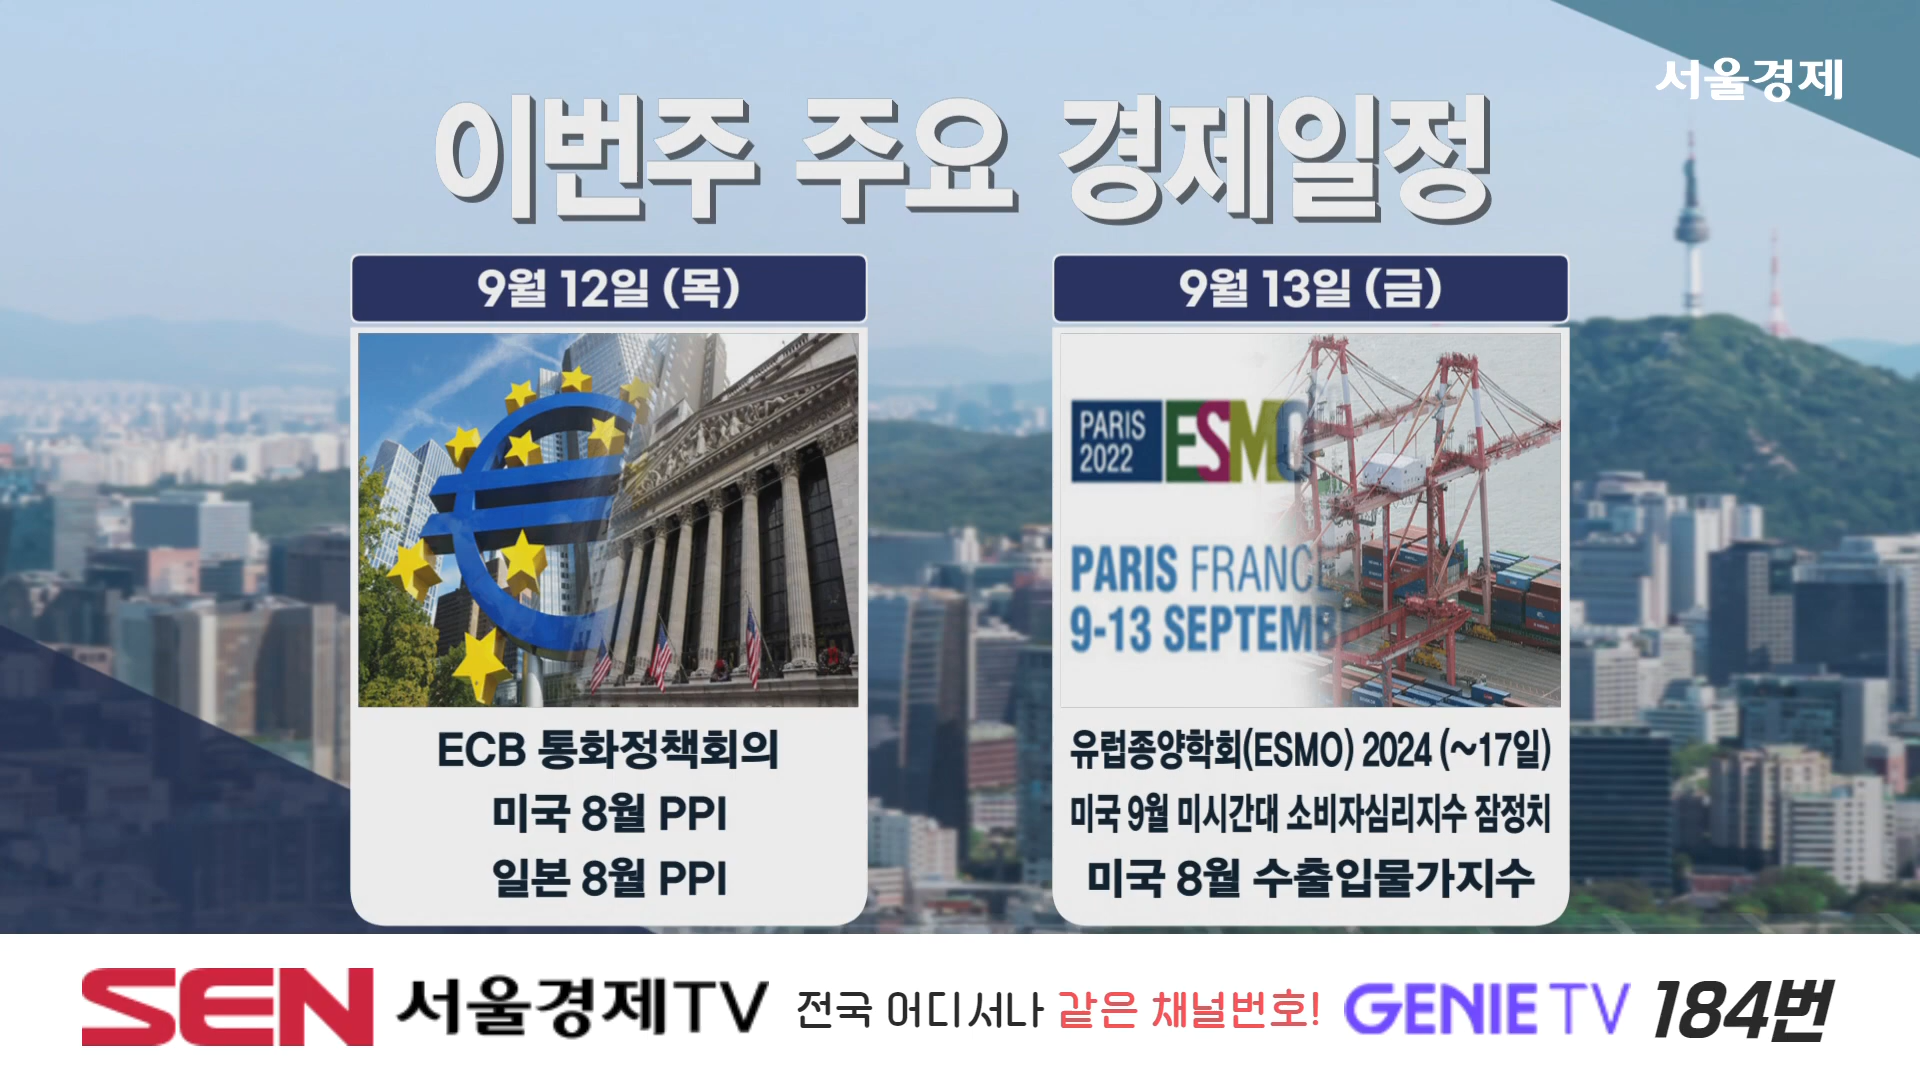 서울경제
이번주 주요 경제일정
9월 12일 (목)
ECB 통화정책회의
미국 8월 PPI
일본 8월 PPI
9월 13일 (금)
PARIS 2022 ESMO
PARIS FRANCE
9-13 SEPTEMB
유럽종양학회(ESMO) 2024 (~17일)
미국 9월 미시간대 소비자심리지수 잠정치
미국 8월 수출입물가지수
SEN 서울경제TV 전국 어디서나 같은 채널번호! GENIE TV 184번